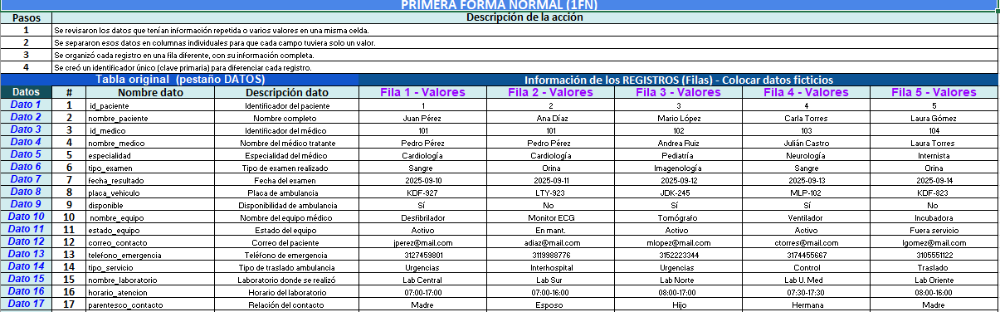 PRIMERA FORMA NORMAL (1FN)
Pasos Descripción de la acción
1 Se revisaron los datos que tenían información repetida o varios valores en una misma celda.
2 Se separaron esos datos en columnas individuales para que cada campo tuviera solo un valor.
3 Se organizó cada registro en una fila diferente, con su información completa.
4 Se creó un identificador único (clave primaria) para diferenciar cada registro.
Tabla original (pestaño DATOS) Información de los REGISTROS (Filas) - Colocar datos ficticios
Datos # Nombre dato Descripción dato Fila 1 - Valores Fila 2 - Valores Fila 3 - Valores Fila 4 - Valores Fila 5 - Valores
Dato 1 1 id_paciente Identificador del paciente 1 2 3 4 5
Dato 2 2 nombre_paciente Nombre completo Juan Pérez Ana Díaz Mario López Carla Torres Laura Gómez
Dato 3 3 id_medico Identificador del médico 101 101 102 103 104
Dato 4 4 nombre_medico Nombre del médico tratante Pedro Pérez Pedro Pérez Andrea Ruiz Julián Castro Laura Torres
Dato 5 5 especialidad Especialidad del médico Cardiología Cardiología Pediatría Neurología Internista
Dato 6 6 tipo_examen Tipo de examen realizado Sangre Orina Imagenología Sangre Orina
Dato 7 7 fecha_resultado Fecha del examen 2025-09-10 2025-09-11 2025-09-12 2025-09-13 2025-09-14
Dato 8 8 placa_vehiculo Placa de ambulancia KDF-927 LTY-923 JDK-245 MLP-102 KDF-823
Dato 9 9 disponible Disponibilidad de ambulancia Sí No Sí Sí No
Dato 10 10 nombre_equipo Nombre del equipo médico Desfibrilador Monitor ECG Tomógrafo Ventilador Incubadora
Dato 11 11 estado_equipo Estado del equipo Activo En mant. Activo Activo Fuera servicio
Dato 12 12 correo_contacto Correo del paciente jperez@mail.com adiaz@mail.com mlopez@mail.com ctorres@mail.com lgomez@mail.com
Dato 13 13 telefono_emergencia Teléfono de emergencia 3127459801 3119988776 3152223344 3174455667 3105551122
Dato 14 14 tipo_servicio Tipo de traslado ambulancia Urgencias Interhospital Urgencias Control Traslado
Dato 15 15 nombre_laboratorio Laboratorio donde se realizó Lab Central Lab Sur Lab Norte Lab U. Med Lab Oriente
Dato 16 16 horario_atencion Horario del laboratorio 07:00-17:00 07:00-16:00 08:00-17:00 07:30-17:30 08:00-16:00
Dato 17 17 parentesco_contacto Relación del contacto Madre Esposo Hijo Hermana Madre